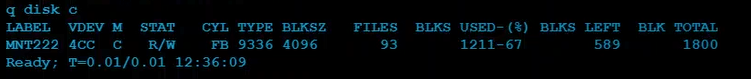 q disk c
LABEL  VDEV M  STAT   CYL TYPE BLKSZ   FILES  BLKS USED-(%) BLKS LEFT  BLK TOTAL
MNT222 4CC  C   R/W    FB 9336 4096       93       1211-67       589       1800
Ready; T=0.01/0.01 12:36:09